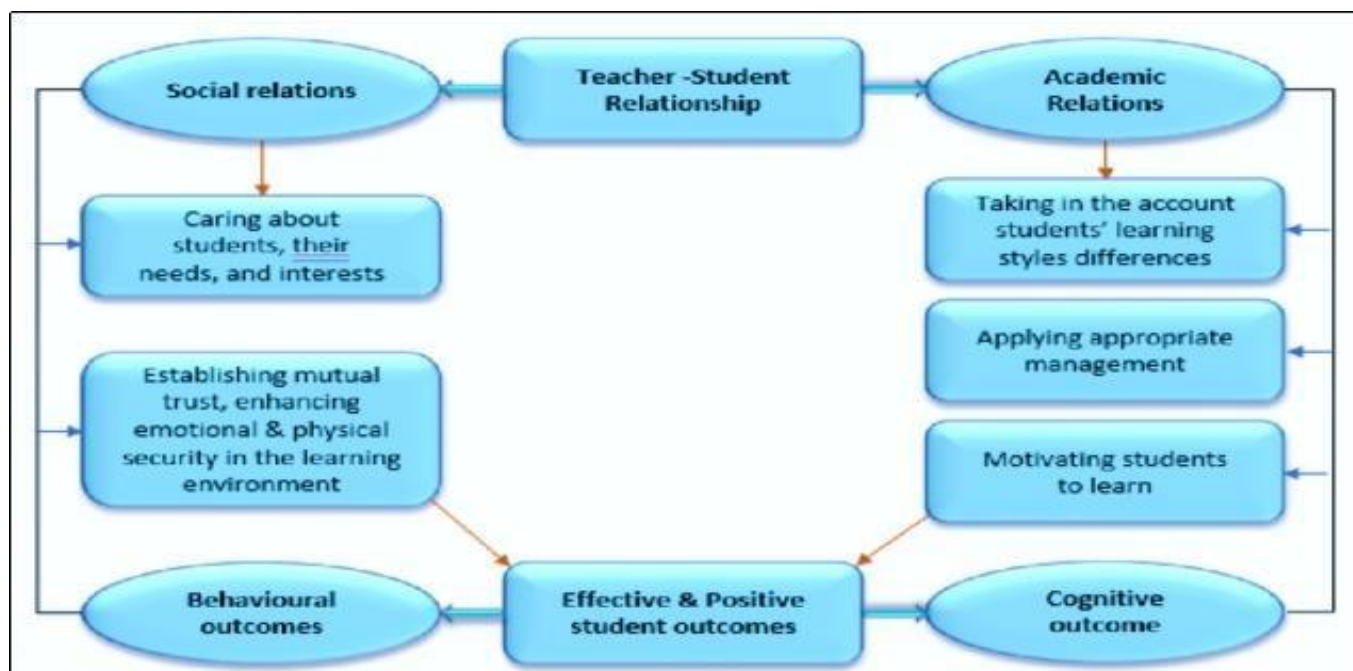 Social relations
Teacher -Student
Relationship
Academic
Relations
Caring about
students, their
needs, and interests
Taking in the account
students’ learning
styles differences
Establishing mutual
trust, enhancing
emotional & physical
security in the learning
environment
Applying appropriate
management
Motivating students
to learn
Behavioural
outcomes
Effective & Positive
student outcomes
Cognitive
outcome